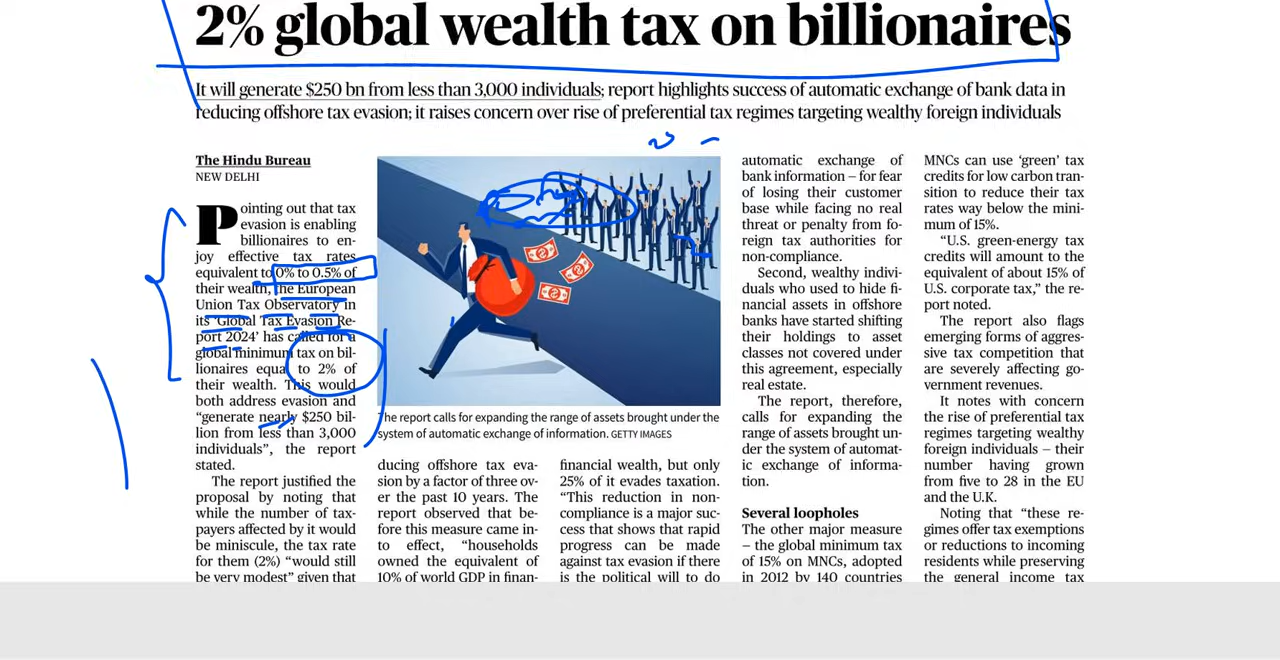 2% global wealth tax on billionaires
It will generate $250 bn from less than 3,000 individuals; report highlights success of automatic exchange of bank data in
reducing offshore tax evasion; it raises concern over rise of preferential tax regimes targeting wealthy foreign individuals
The Hindu Bureau
NEW DELHI
Pointing out that tax
evasion is enabling
billionaires to en-
joy effective tax rates
equivalent to 0% to 0.5% of
their wealth, the European
Union Tax Observatory in
its ‘Global Tax Evasion Re-
port 2024’ has called for a
global minimum tax on bil-
lionaires equal to 2% of
their wealth. This would
both address evasion and
“generate nearly $250 bil-
lion from less than 3,000
individuals”, the report
stated.
The report justified the
proposal by noting that
while the number of tax-
payers affected by it would
be miniscule, the tax rate
for them (2%) “would still
be very modest” given that
The report calls for expanding the range of assets brought under the
system of automatic exchange of information. GETTY IMAGES
ducing offshore tax eva-
sion by a factor of three ov-
er the past 10 years. The
report observed that be-
fore this measure came in-
to effect, “households
owned the equivalent of
10% of world GDP in finan-
financial wealth, but only
25% of it evades taxation.
“This reduction in non-
compliance is a major suc-
cess that shows that rapid
progress can be made
against tax evasion if there
is the political will to do
automatic exchange of
bank information – for fear
of losing their customer
base while facing no real
threat or penalty from fo-
reign tax authorities for
non-compliance.
Second, wealthy indivi-
duals who used to hide fi-
nancial assets in offshore
banks have started shifting
their holdings to asset
classes not covered under
this agreement, especially
real estate.
The report, therefore,
calls for expanding the
range of assets brought un-
der the system of automat-
ic exchange of informa-
tion.
Several loopholes
The other major measure
– the global minimum tax
of 15% on MNCs, adopted
in 2012 by 140 countries
MNCs can use ‘green’ tax
credits for low carbon tran-
sition to reduce their tax
rates way below the mini-
mum of 15%.
“U.S. green-energy tax
credits will amount to the
equivalent of about 15% of
U.S. corporate tax,” the re-
port noted.
The report also flags
emerging forms of aggres-
sive tax competition that
are severely affecting go-
vernment revenues.
It notes with concern
the rise of preferential tax
regimes targeting wealthy
foreign individuals – their
number having grown
from five to 28 in the EU
and the U.K.
Noting that “these re-
gimes offer tax exemptions
or reductions to incoming
residents while preserving
the general income tax